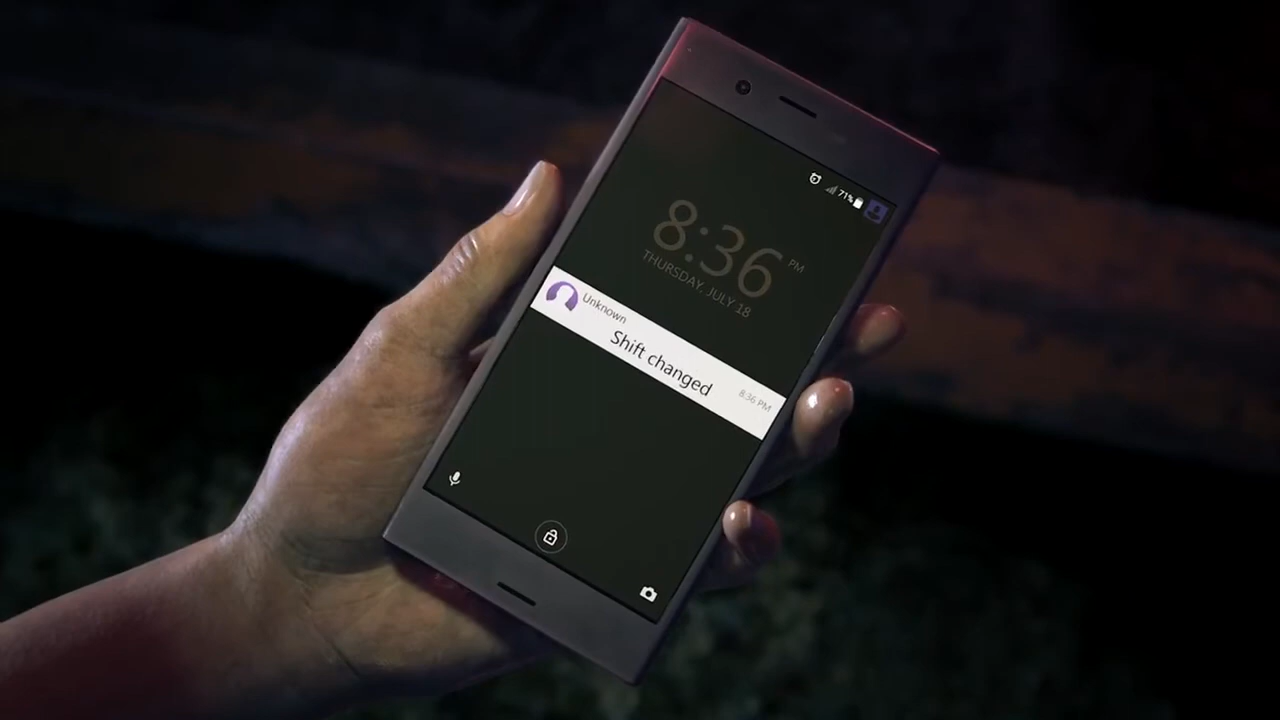 71%
8:36 PM
THURSDAY, JULY 18
Unknown
Shift changed
8:36 PM